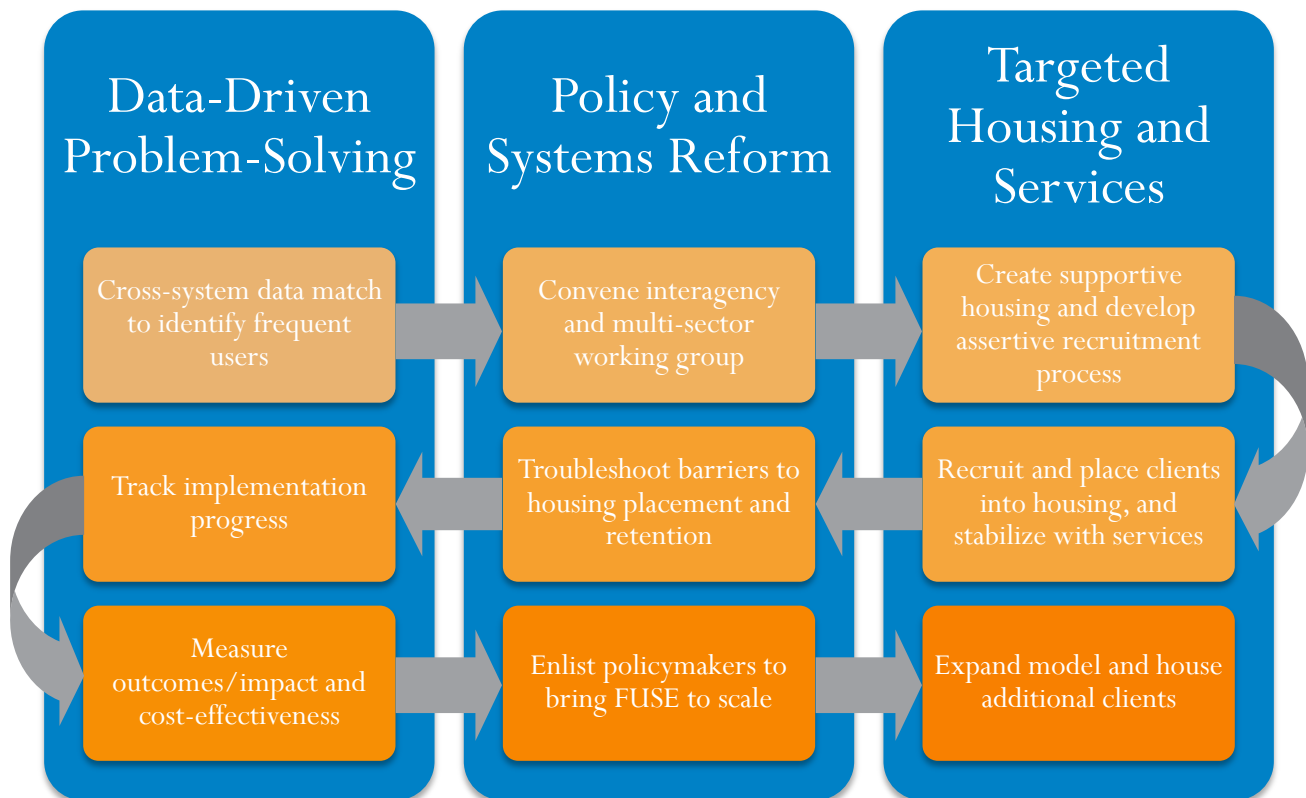 Data-Driven
Problem-Solving
Policy and
Systems Reform
Targeted
Housing and
Services
Cross-system data match
to identify frequent
users
Convene interagency
and multi-sector
working group
Create supportive
housing and develop
assertive recruitment
process
Recruit and place clients
into housing, and
stabilize with services
Troubleshoot barriers to
housing placement and
retention
Track implementation
progress
Measure
outcomes/impact and
cost-effectiveness
Enlist policymakers to
bring FUSE to scale
Expand model and house
additional clients